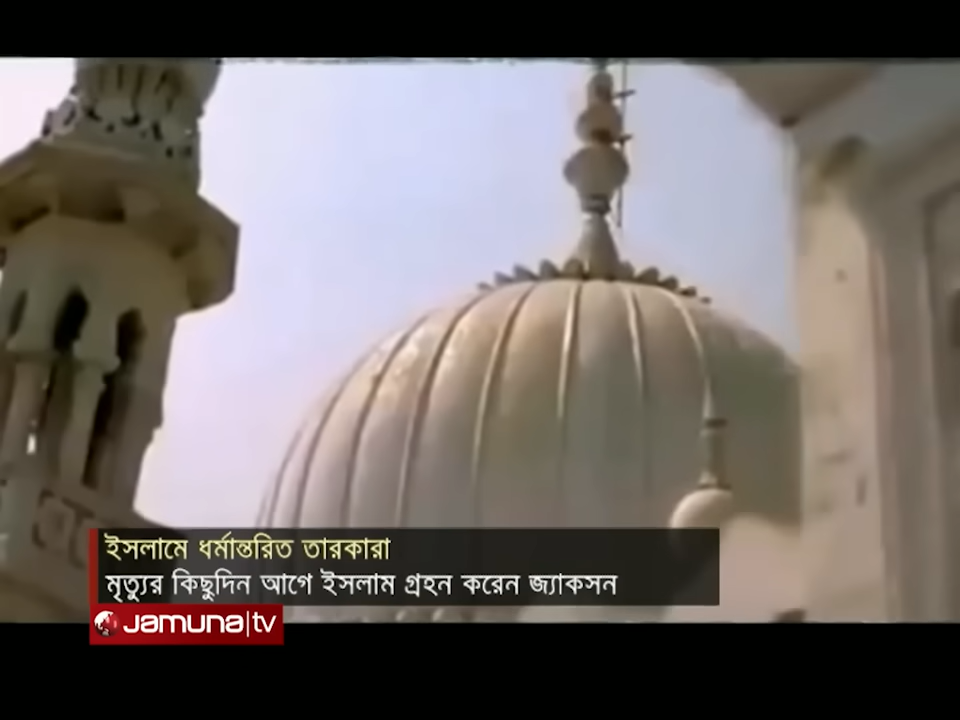 ইসলামে ধর্মান্তরিত তারকারা
মৃত্যুর কিছুদিন আগে ইসলাম গ্রহন করেন জ্যাকসন
Jamuna|tv